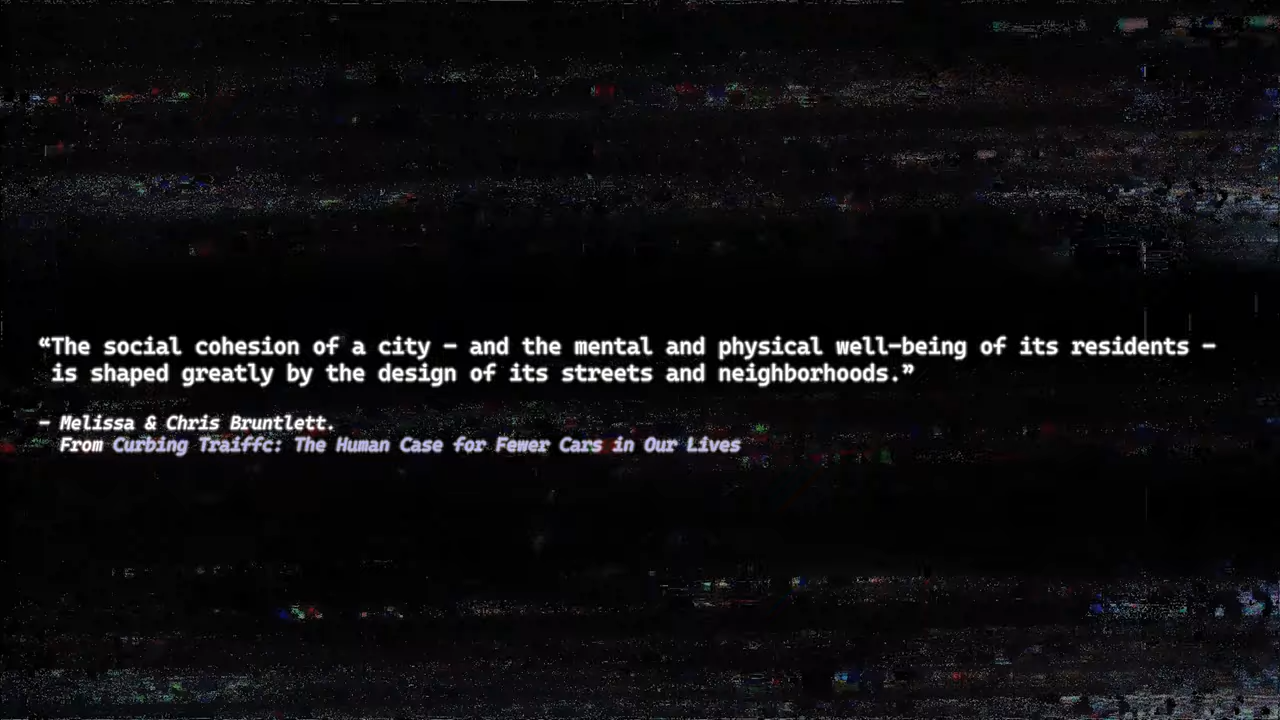 “The social cohesion of a city – and the mental and physical well-being of its residents –
is shaped greatly by the design of its streets and neighborhoods.”
– Melissa & Chris Bruntlett.
From Curbing Traiffc: The Human Case for Fewer Cars in Our Lives